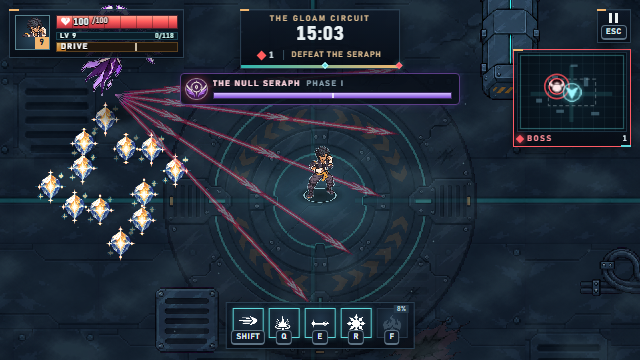 100/100
9
LV 9
0/118
DRIVE
THE GLOAM CIRCUIT
15:03
1 DEFEAT THE SERAPH
THE NULL SERAPH PHASE I
ESC
BOSS 1
SHIFT
Q
E
R
8%
F